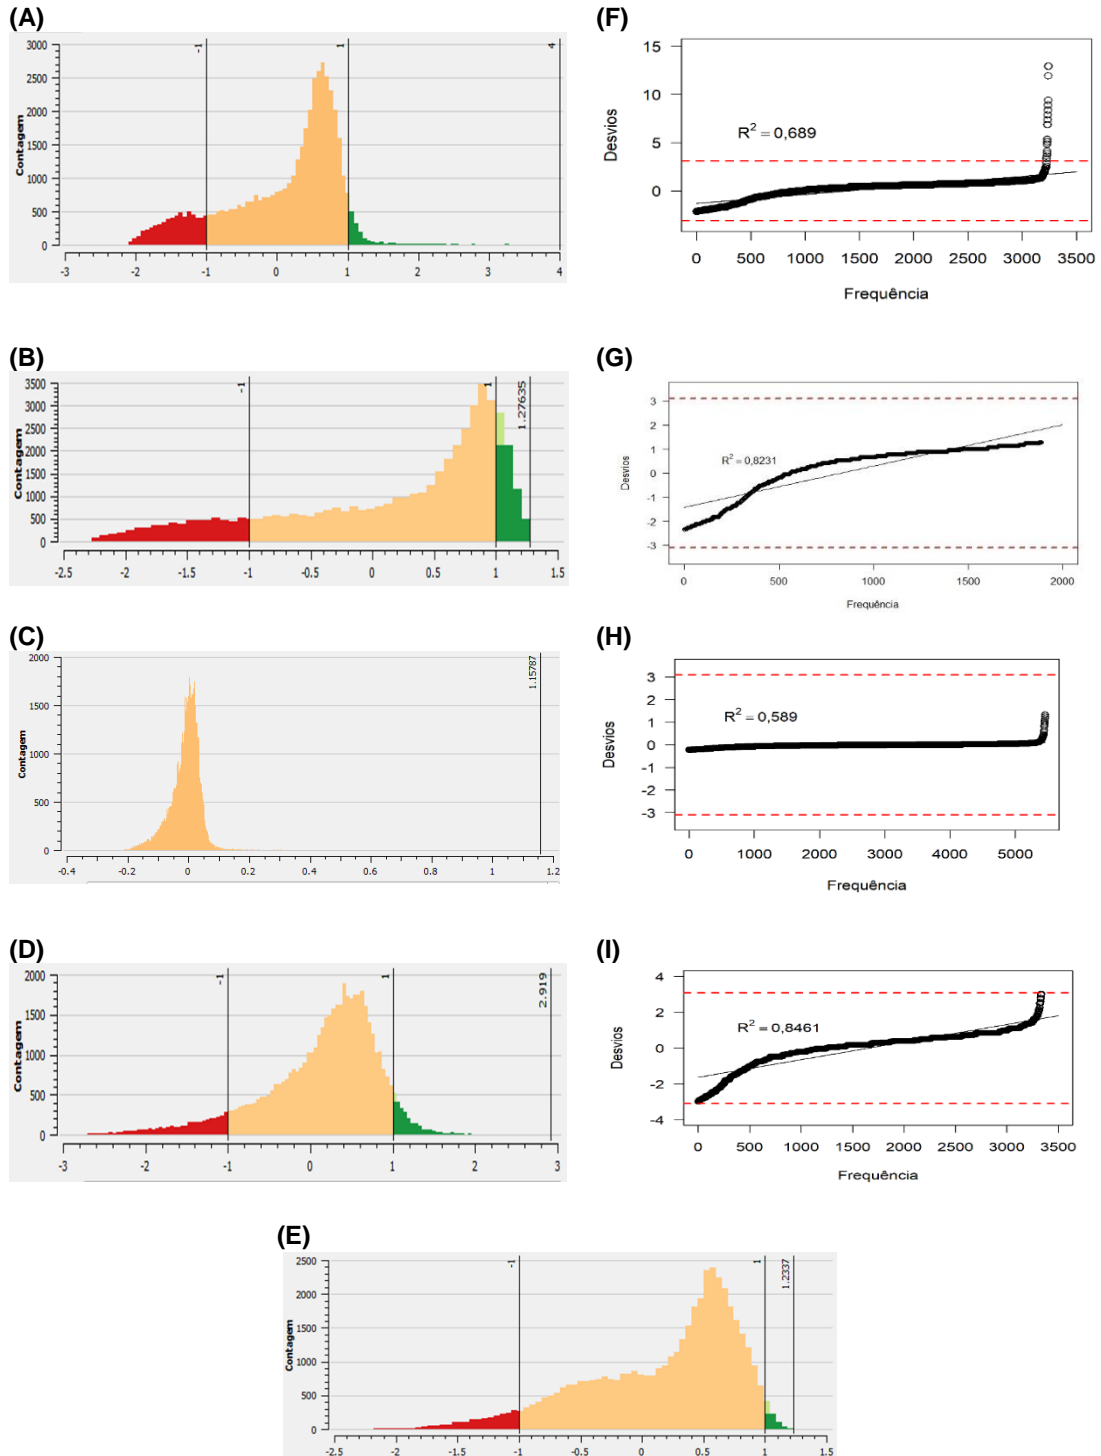 (A)
-1 1 4
Contagem
3000
2500
2000
1500
1000
500
0
-3 -2 -1 0 1 2 3 4
(F)
Desvios
15
10
5
0
R² = 0,689
0 500 1000 1500 2000 2500 3000 3500
Frequência
(B)
-1 1 1.27635
Contagem
3500
3000
2500
2000
1500
1000
500
0
-2.5 -2 -1.5 -1 -0.5 0 0.5 1 1.5
(G)
Desvios
3
2
1
0
-1
-2
-3
R² = 0,8231
0 500 1000 1500 2000
Frequência
(C)
1.15787
Contagem
2000
1500
1000
500
0
-0.4 -0.2 0 0.2 0.4 0.6 0.8 1 1.2
(H)
Desvios
3
2
1
0
-1
-2
-3
R² = 0,589
0 1000 2000 3000 4000 5000
Frequência
(D)
-1 1 2.919
Contagem
2000
1500
1000
500
0
-3 -2 -1 0 1 2 3
(I)
Desvios
4
2
0
-2
-4
R² = 0,8461
0 500 1000 1500 2000 2500 3000 3500
Frequência
(E)
-1 1 1.2337
Contagem
2500
2000
1500
1000
500
0
-2.5 -2 -1.5 -1 -0.5 0 0.5 1 1.5